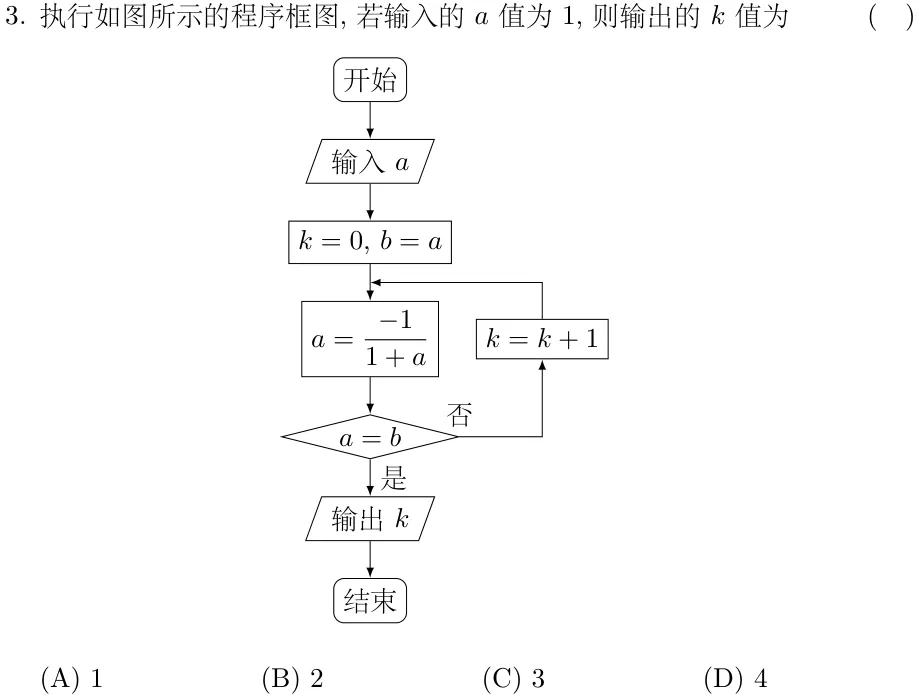 3. 执行如图所示的程序框图, 若输入的 a 值为 1, 则输出的 k 值为 ( )
开始
输入 a
k = 0, b = a
a = \frac{-1}{1 + a}
k = k + 1
否
a = b
是
输出 k
结束
(A) 1 (B) 2 (C) 3 (D) 4